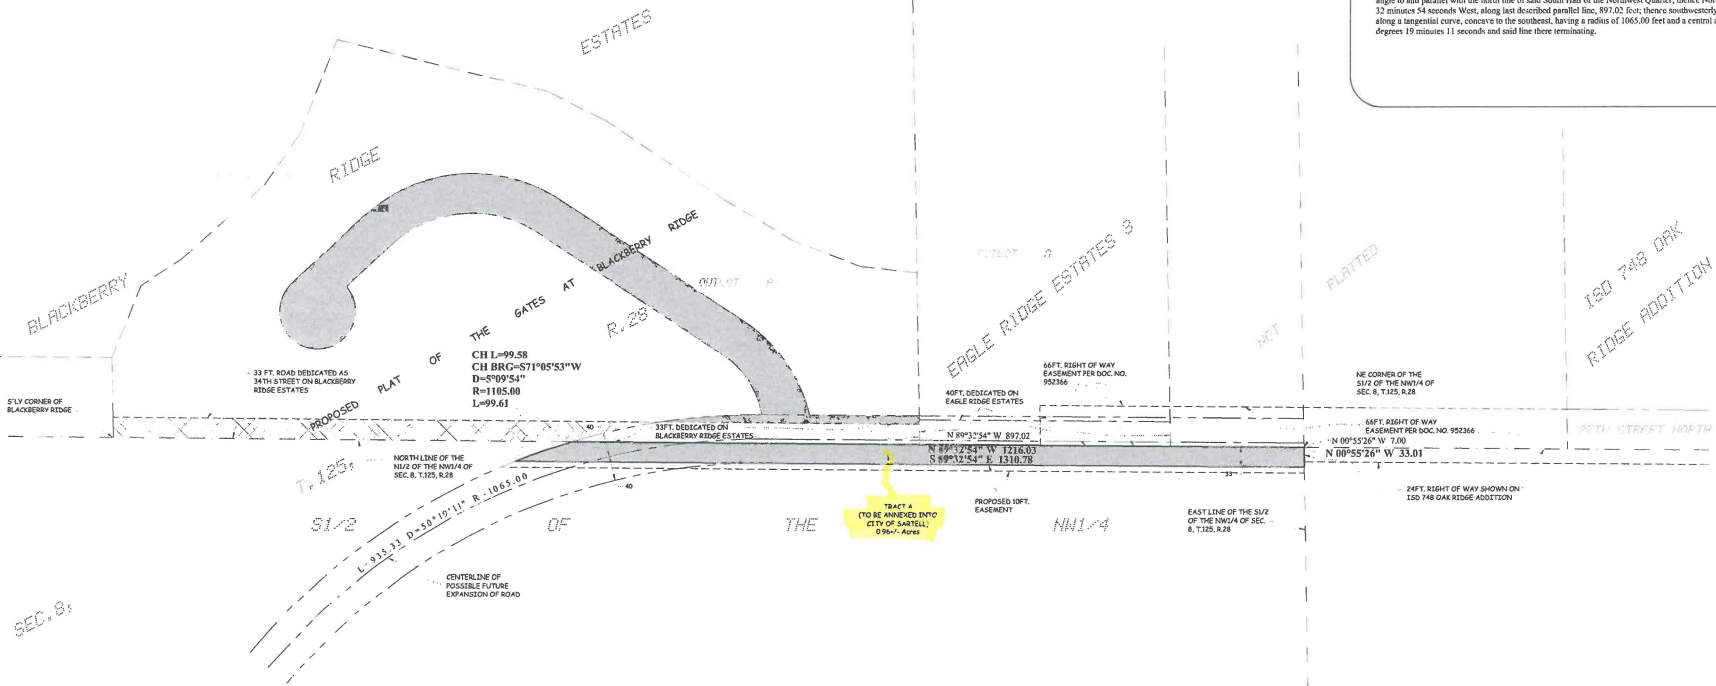 angle to and parallel with the north line of said South Half of the Northwest Quarter; thence Nor
32 minutes 54 seconds West, along last described parallel line, 897.02 feet; thence southwesterly
along a tangential curve, concave to the southeast, having a radius of 1065.00 feet and a central a
degrees 19 minutes 11 seconds and said line there terminating.
ESTATES
RIDGE
BLACKBERRY
PROPOSED PLAT OF THE GATES AT BLACKBERRY RIDGE
R.28
OUTLOT A
OUTLOT A
EAGLE RIDGE ESTATES 3
NOT PLATTED
ISD 748 OAK
RIDGE ADDITION
CH L=99.58
CH BRG=S71°05'53"W
D=5°09'54"
R=1105.00
L=99.61
33 FT. ROAD DEDICATED AS
34TH STREET ON BLACKBERRY
RIDGE ESTATES
S'LY CORNER OF
BLACKBERRY RIDGE
66FT. RIGHT OF WAY
EASEMENT PER DOC. NO.
952366
40FT. DEDICATED ON
EAGLE RIDGE ESTATES
NE CORNER OF THE
S1/2 OF THE NW1/4 OF
SEC. 8, T.125, R.28
33FT. DEDICATED ON
BLACKBERRY RIDGE ESTATES
40
N 89°32'54" W 897.02
66FT. RIGHT OF WAY
EASEMENT PER DOC. NO. 952366
STREET NORTH
N 00°55'26" W 7.00
N 00°55'26" W 33.01
N 89°32'54" W 1216.03
S 89°32'54" E 1310.78
NORTH LINE OF THE
N1/2 OF THE NW1/4 OF
SEC. 8, T.125, R.28
T.125,
40
33
24FT. RIGHT OF WAY SHOWN ON
ISD 748 OAK RIDGE ADDITION
PROPOSED 10FT.
EASEMENT
TRACT A
(TO BE ANNEXED INTO
CITY OF SARTELL)
0.96+/- Acres
EAST LINE OF THE S1/2
OF THE NW1/4 OF SEC.
8, T.125, R.28
S1/2 OF THE NW1/4
L-935.33 D=50°19'11" R-1065.00
CENTERLINE OF
POSSIBLE FUTURE
EXPANSION OF ROAD
SEC.8,